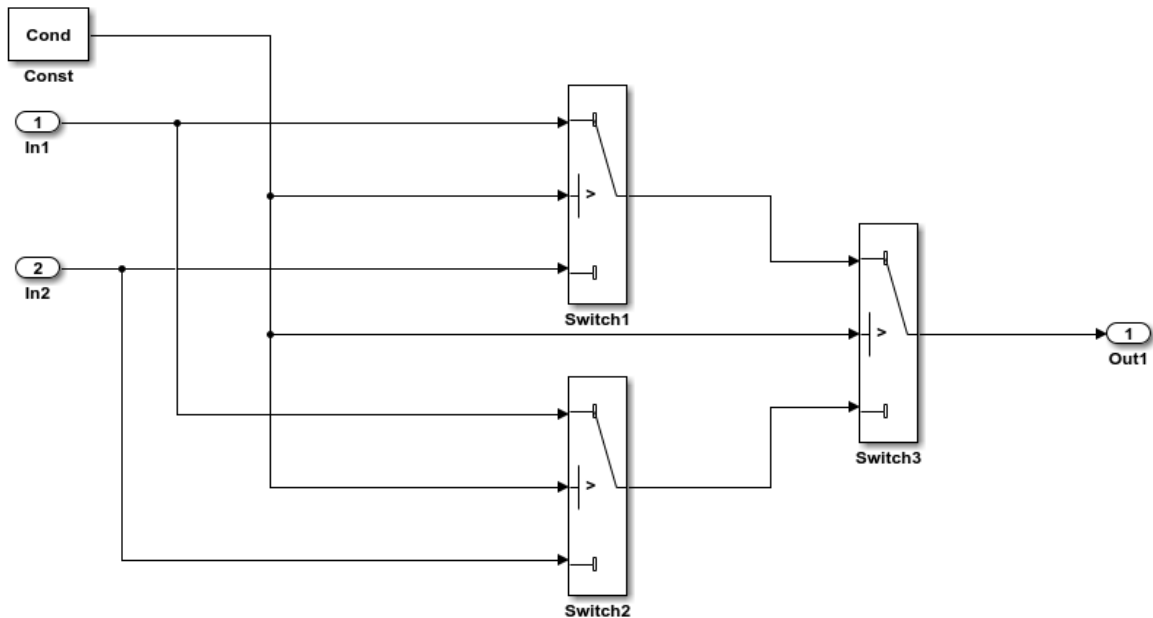 Cond
Const
1
In1
>
2
In2
Switch1
>
>
1
Out1
Switch3
Switch2